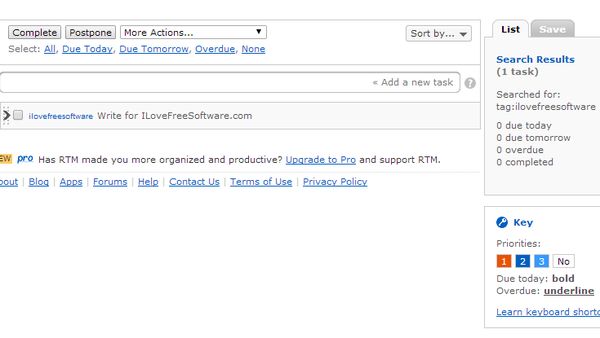 Complete Postpone More Actions... Sort by...
Select: All, Due Today, Due Tomorrow, Overdue, None
« Add a new task ?
ilovefreesoftware Write for ILoveFreeSoftware.com
EW pro Has RTM made you more organized and productive? Upgrade to Pro and support RTM.
bout | Blog | Apps | Forums | Help | Contact Us | Terms of Use | Privacy Policy
List Save
Search Results
(1 task)
Searched for:
tag:ilovefreesoftware
0 due today
0 due tomorrow
0 overdue
0 completed
Key
Priorities:
1 2 3 No
Due today: bold
Overdue: underline
Learn keyboard shortc